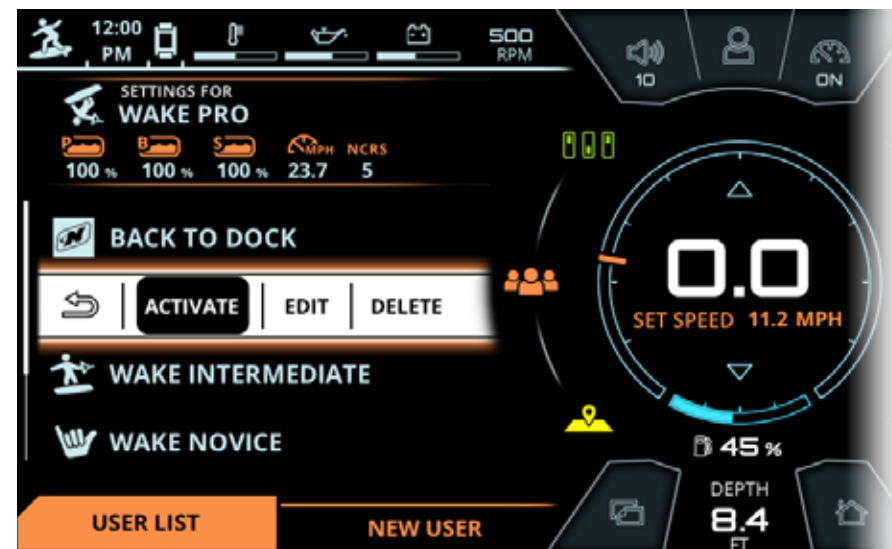 12:00
PM
500
RPM
10
ON
SETTINGS FOR
WAKE PRO
P B S MPH NCRS
100 % 100 % 100 % 23.7 5
BACK TO DOCK
ACTIVATE EDIT DELETE
WAKE INTERMEDIATE
WAKE NOVICE
0.0
SET SPEED 11.2 MPH
45 %
DEPTH
8.4
FT
USER LIST NEW USER